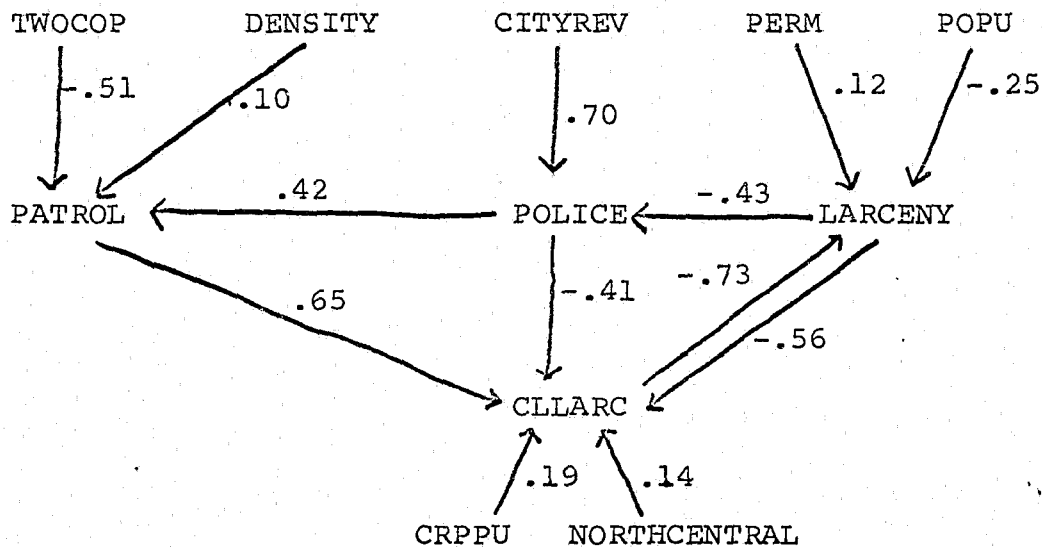 TWOCOP DENSITY CITYREV PERM POPU
-.51 .10 .70 .12 -.25
PATROL .42 POLICE -.43 LARCENY
.65 -.41 -.73 -.56
CLLARC
.19 .14
CRPPU NORTHCENTRAL